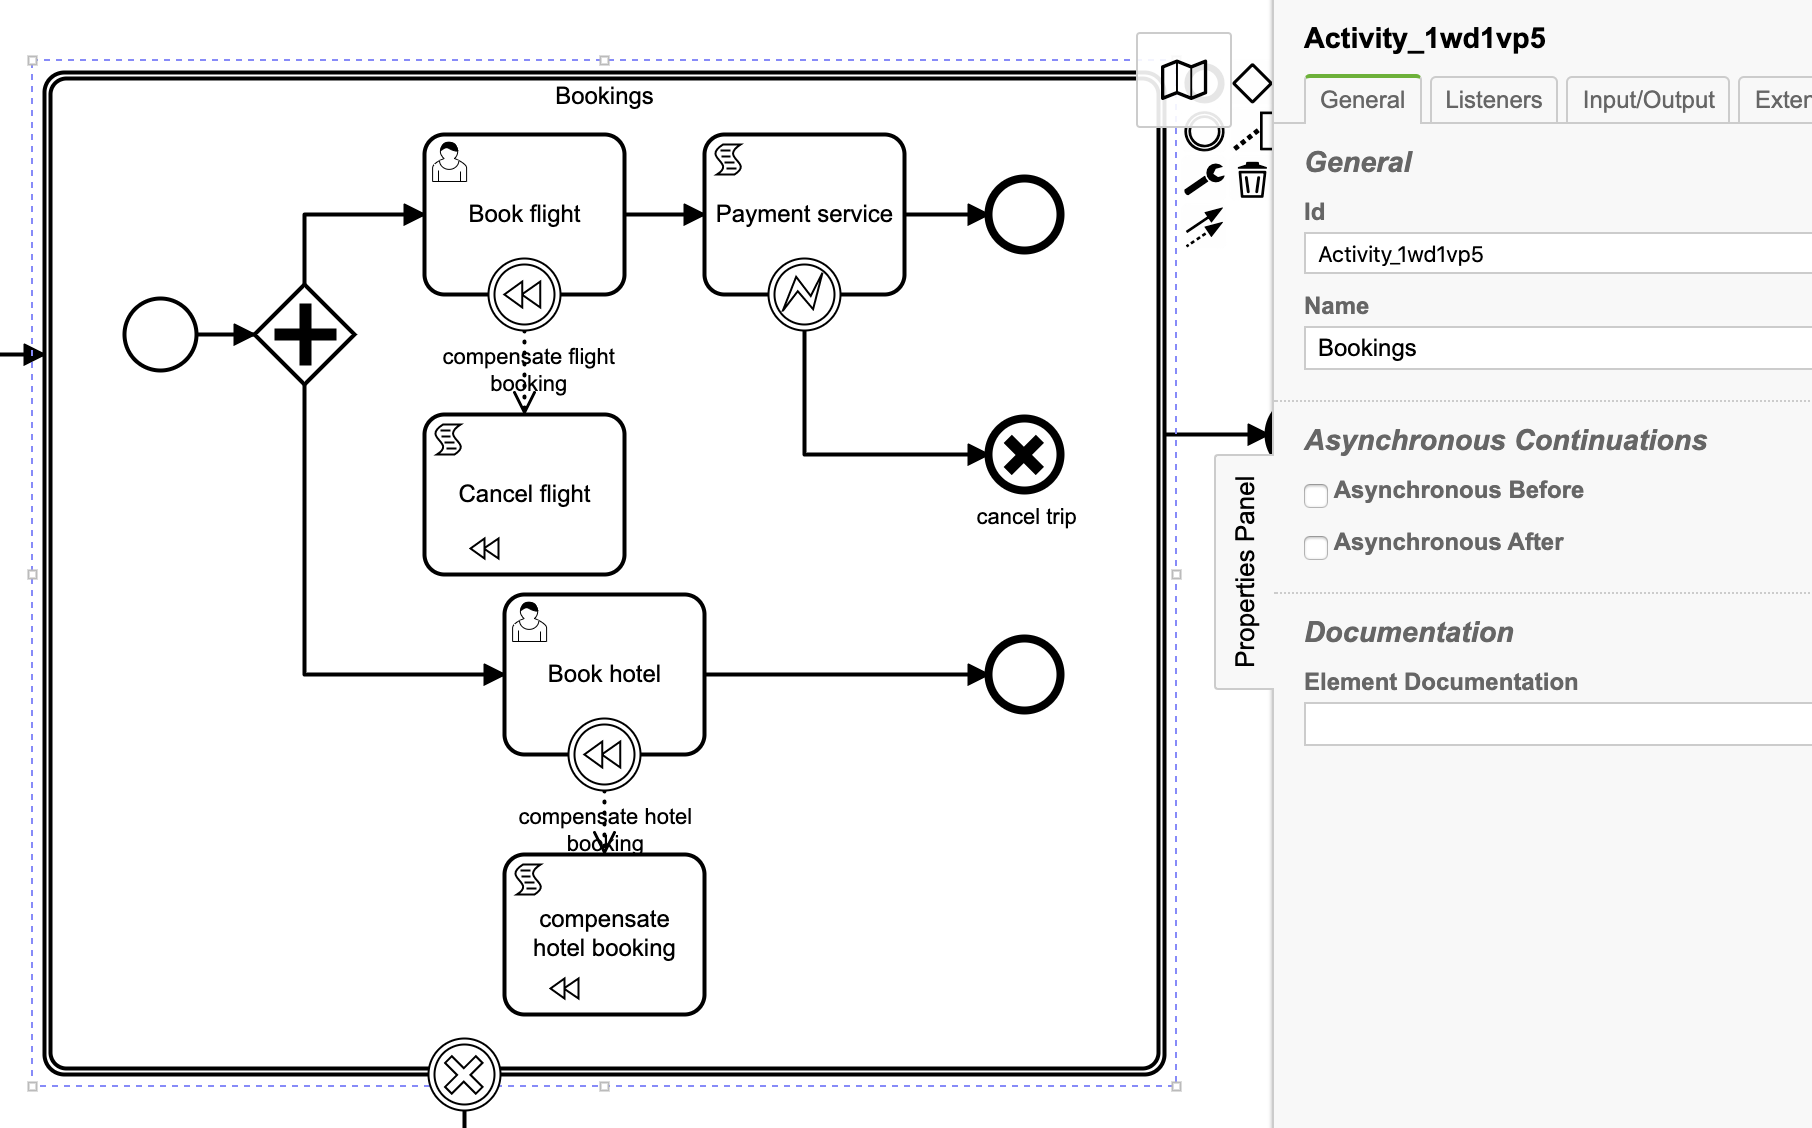 Bookings
Book flight
Payment service
compensate flight
booking
Cancel flight
cancel trip
Book hotel
compensate hotel
booking
compensate
hotel booking
Properties Panel
Activity_1wd1vp5
General
Listeners
Input/Output
Exten
General
Id
Activity_1wd1vp5
Name
Bookings
Asynchronous Continuations
Asynchronous Before
Asynchronous After
Documentation
Element Documentation